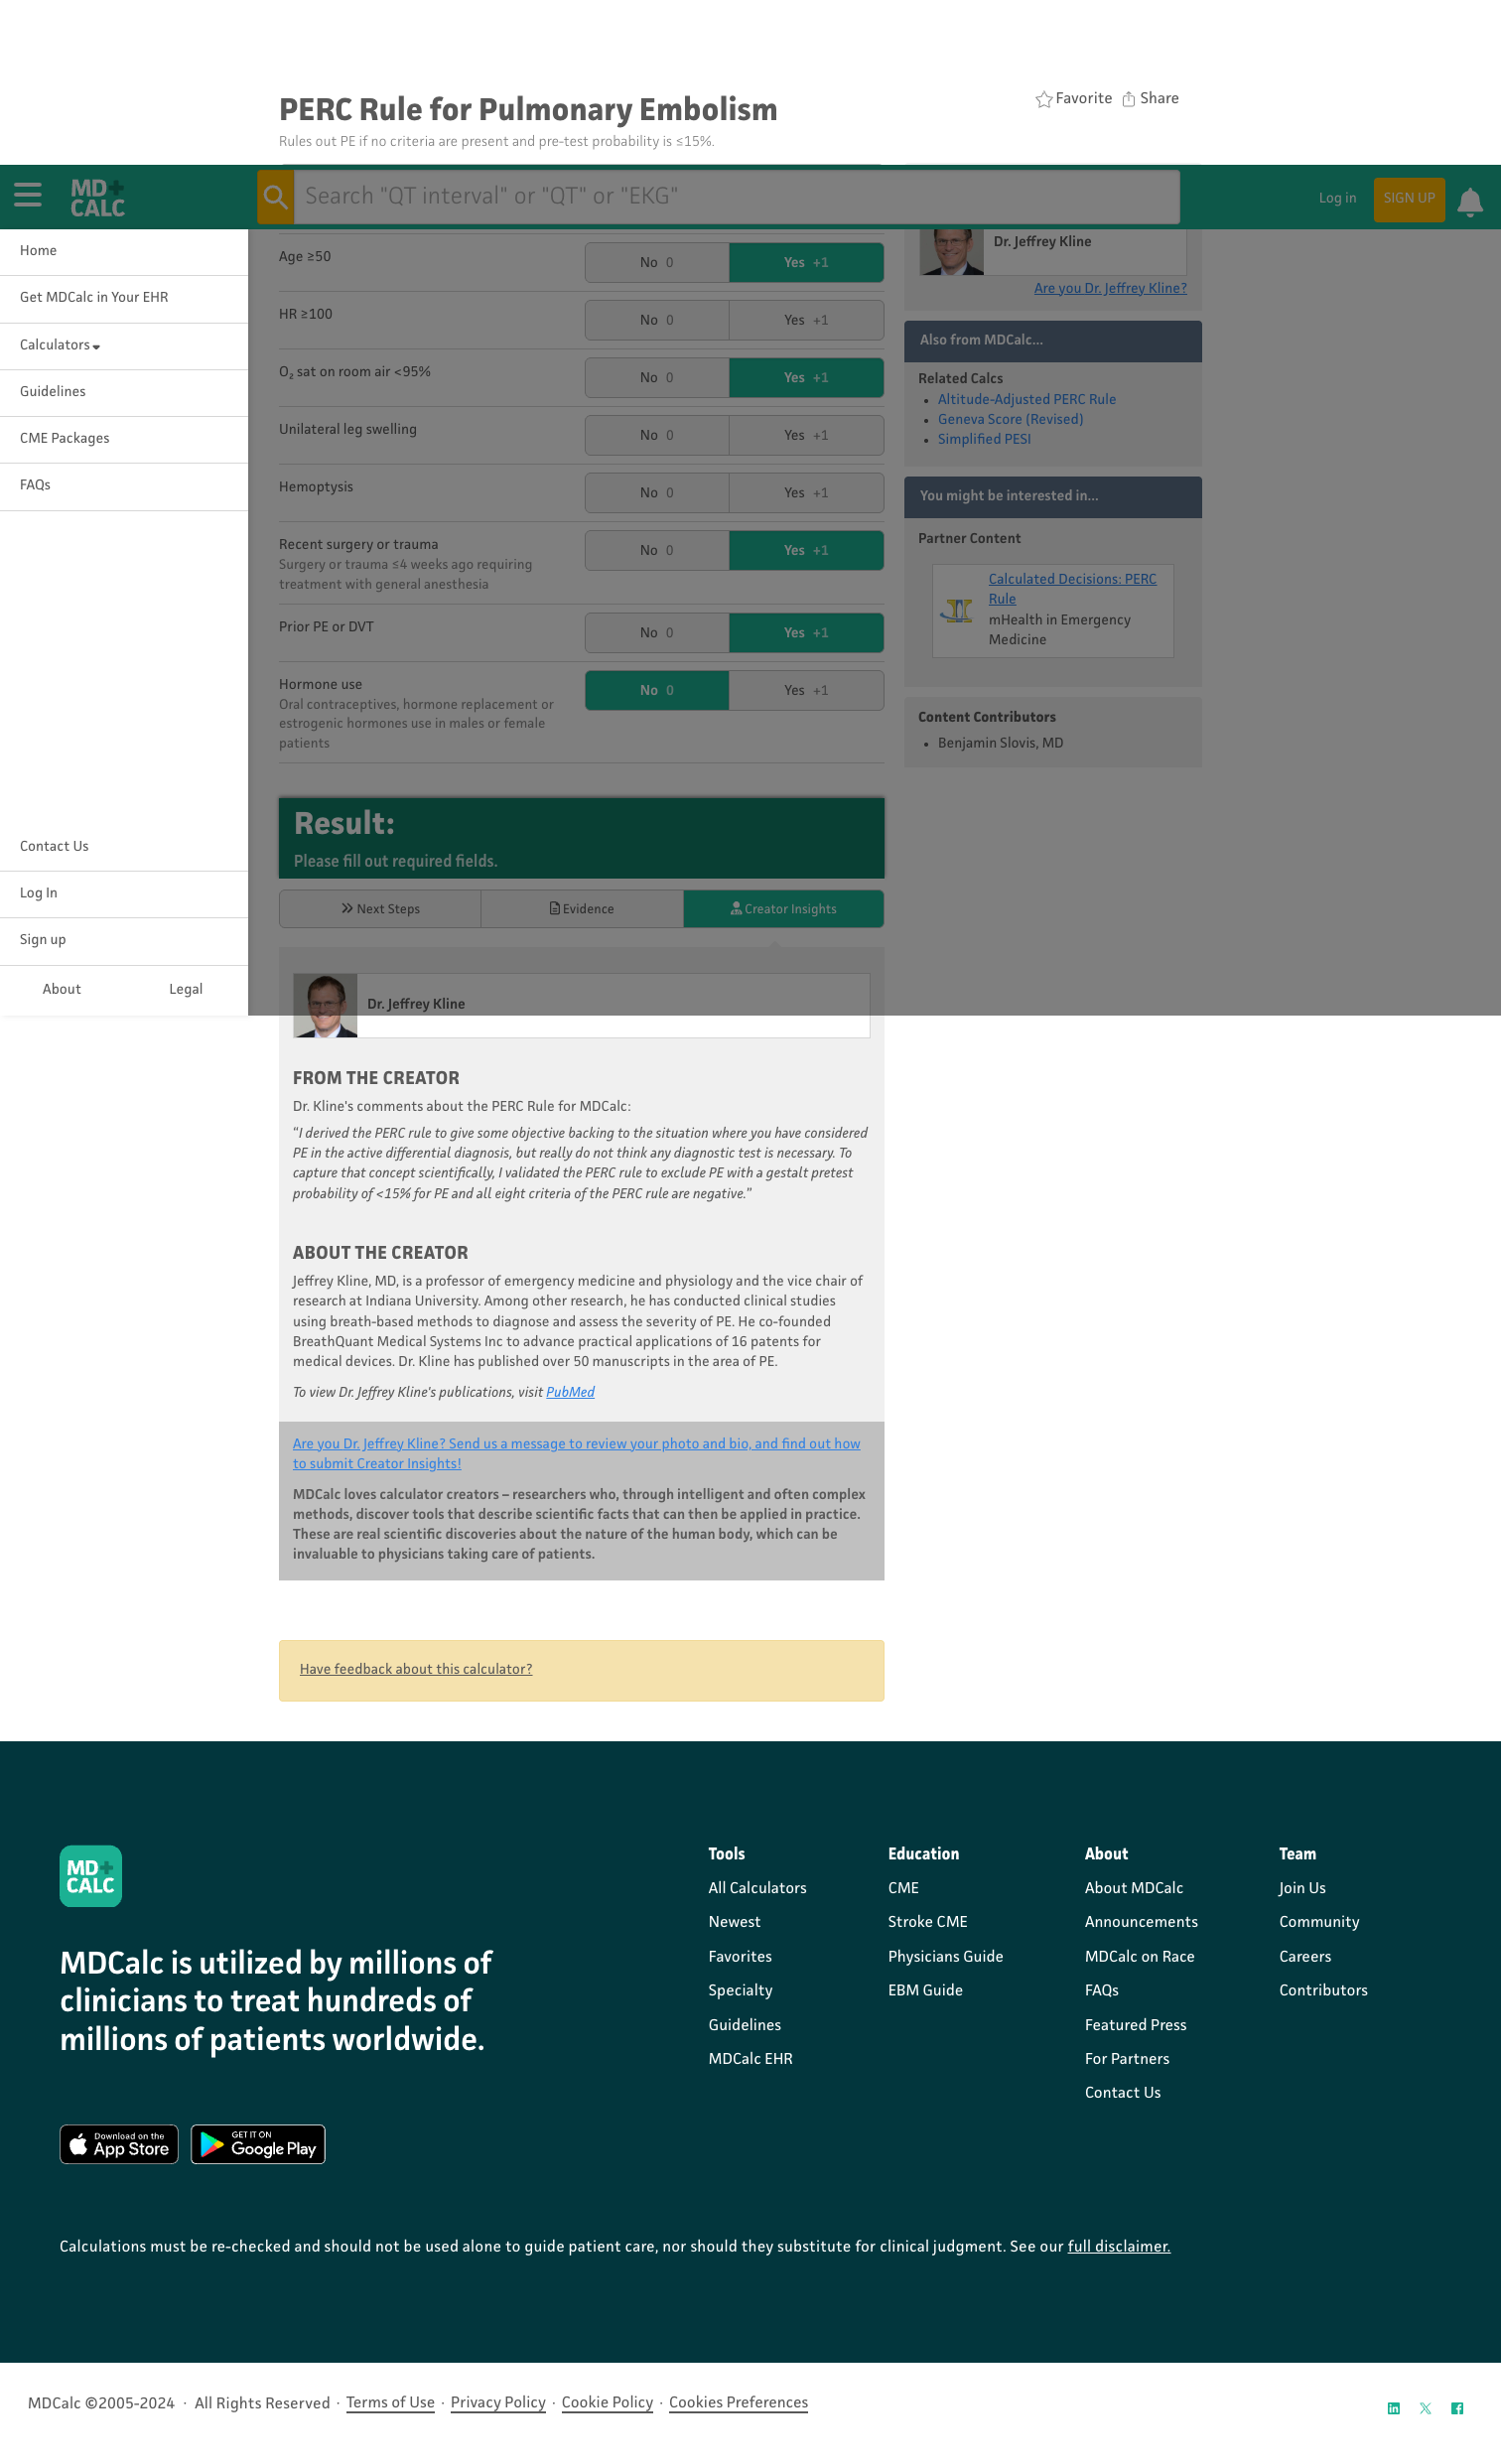 PERC Rule for Pulmonary Embolism
Favorite
Share
Rules out PE if no criteria are present and pre-test probability is ≤15%.
MD+
CALC
Search "QT interval" or "QT" or "EKG"
Log in
SIGN UP
Home
Get MDCalc in Your EHR
Calculators
Guidelines
CME Packages
FAQs
Contact Us
Log In
Sign up
About
Legal
Age ≥50
No 0
Yes +1
HR ≥100
No 0
Yes +1
O₂ sat on room air <95%
No 0
Yes +1
Unilateral leg swelling
No 0
Yes +1
Hemoptysis
No 0
Yes +1
Recent surgery or trauma
Surgery or trauma ≤4 weeks ago requiring
treatment with general anesthesia
No 0
Yes +1
Prior PE or DVT
No 0
Yes +1
Hormone use
Oral contraceptives, hormone replacement or
estrogenic hormones use in males or female
patients
No 0
Yes +1
Result:
Please fill out required fields.
Next Steps
Evidence
Creator Insights
Dr. Jeffrey Kline
Are you Dr. Jeffrey Kline?
Also from MDCalc...
Related Calcs
• Altitude-Adjusted PERC Rule
• Geneva Score (Revised)
• Simplified PESI
You might be interested in...
Partner Content
Calculated Decisions: PERC
Rule
mHealth in Emergency
Medicine
Content Contributors
• Benjamin Slovis, MD
Dr. Jeffrey Kline
FROM THE CREATOR
Dr. Kline's comments about the PERC Rule for MDCalc:
"I derived the PERC rule to give some objective backing to the situation where you have considered
PE in the active differential diagnosis, but really do not think any diagnostic test is necessary. To
capture that concept scientifically, I validated the PERC rule to exclude PE with a gestalt pretest
probability of <15% for PE and all eight criteria of the PERC rule are negative."
ABOUT THE CREATOR
Jeffrey Kline, MD, is a professor of emergency medicine and physiology and the vice chair of
research at Indiana University. Among other research, he has conducted clinical studies
using breath-based methods to diagnose and assess the severity of PE. He co-founded
BreathQuant Medical Systems Inc to advance practical applications of 16 patents for
medical devices. Dr. Kline has published over 50 manuscripts in the area of PE.
To view Dr. Jeffrey Kline's publications, visit PubMed
Are you Dr. Jeffrey Kline? Send us a message to review your photo and bio, and find out how
to submit Creator Insights!
MDCalc loves calculator creators – researchers who, through intelligent and often complex
methods, discover tools that describe scientific facts that can then be applied in practice.
These are real scientific discoveries about the nature of the human body, which can be
invaluable to physicians taking care of patients.
Have feedback about this calculator?
MD+
CALC
MDCalc is utilized by millions of
clinicians to treat hundreds of
millions of patients worldwide.
Download on the
App Store
GET IT ON
Google Play
Tools
All Calculators
Newest
Favorites
Specialty
Guidelines
MDCalc EHR
Education
CME
Stroke CME
Physicians Guide
EBM Guide
About
About MDCalc
Announcements
MDCalc on Race
FAQs
Featured Press
For Partners
Contact Us
Team
Join Us
Community
Careers
Contributors
Calculations must be re-checked and should not be used alone to guide patient care, nor should they substitute for clinical judgment. See our full disclaimer.
MDCalc ©2005-2024 · All Rights Reserved · Terms of Use · Privacy Policy · Cookie Policy · Cookies Preferences